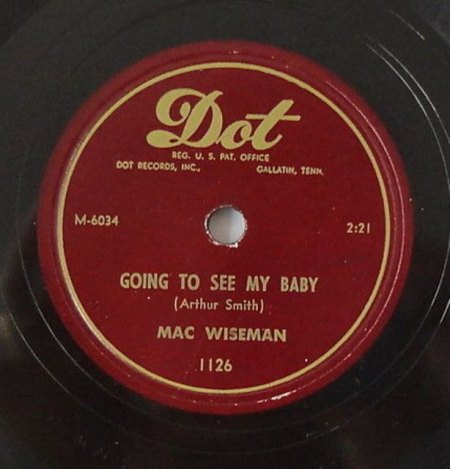 Dot
REG. U. S. PAT. OFFICE
DOT RECORDS, INC., GALLATIN, TENN.
M-6034 2:21
GOING TO SEE MY BABY
(Arthur Smith)
MAC WISEMAN
1126